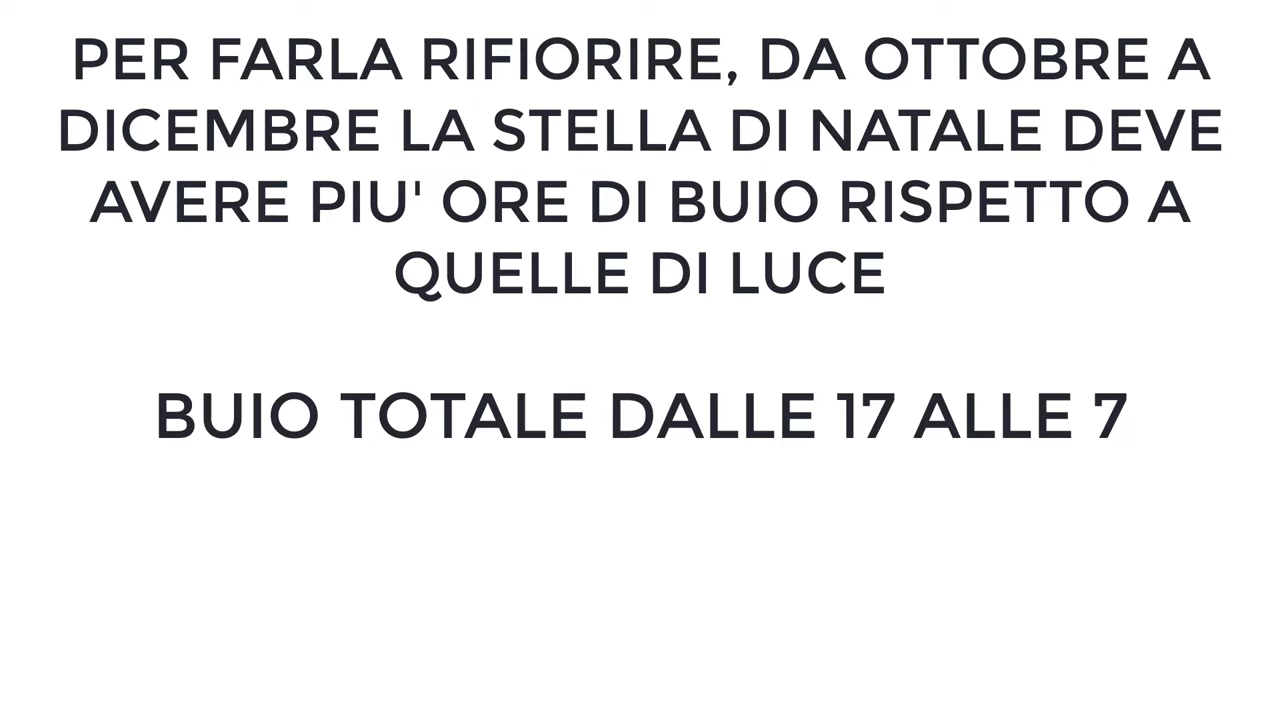 PER FARLA RIFIORIRE, DA OTTOBRE A
DICEMBRE LA STELLA DI NATALE DEVE
AVERE PIU' ORE DI BUIO RISPETTO A
QUELLE DI LUCE
BUIO TOTALE DALLE 17 ALLE 7